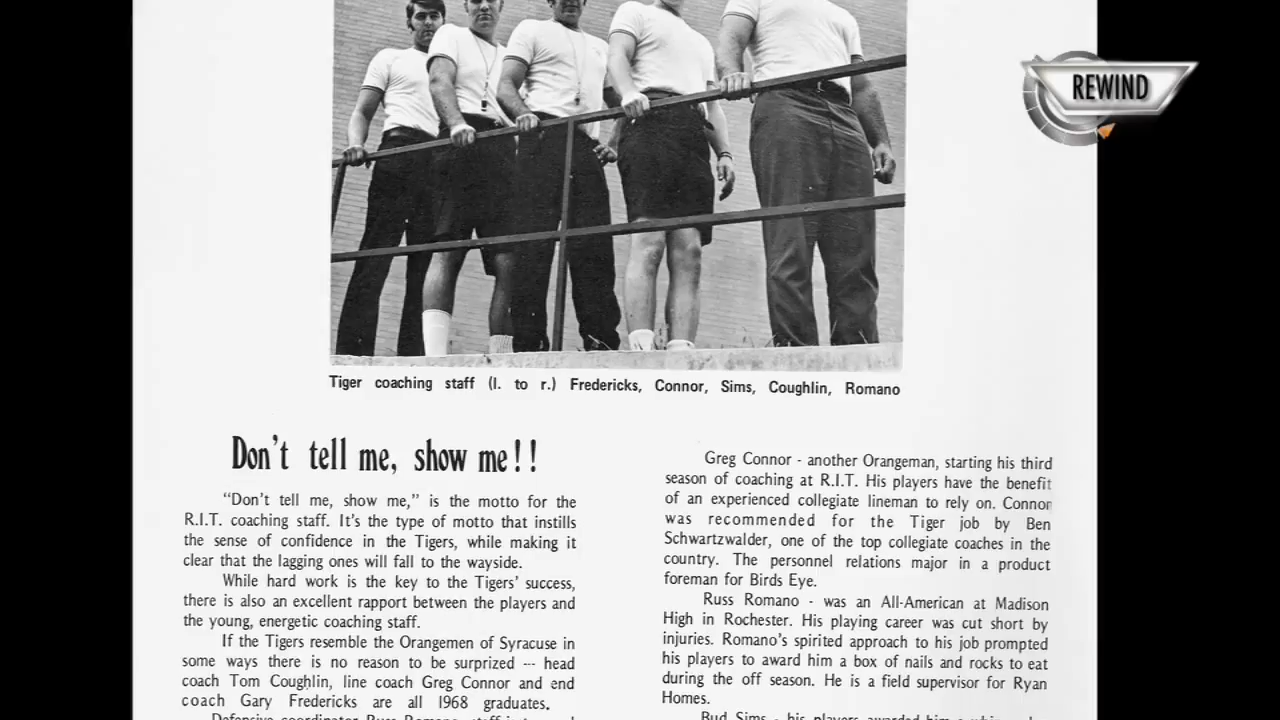 REWIND
Tiger coaching staff (l. to r.) Fredericks, Connor, Sims, Coughlin, Romano
Don't tell me, show me!!
"Don't tell me, show me," is the motto for the
R.I.T. coaching staff. It's the type of motto that instills
the sense of confidence in the Tigers, while making it
clear that the lagging ones will fall to the wayside.
While hard work is the key to the Tigers' success,
there is also an excellent rapport between the players and
the young, energetic coaching staff.
If the Tigers resemble the Orangemen of Syracuse in
some ways there is no reason to be surprized --- head
coach Tom Coughlin, line coach Greg Connor and end
coach Gary Fredericks are all 1968 graduates.
Defensive coordinator Russ Romano
Greg Connor - another Orangeman, starting his third
season of coaching at R.I.T. His players have the benefit
of an experienced collegiate lineman to rely on. Connor
was recommended for the Tiger job by Ben
Schwartzwalder, one of the top collegiate coaches in the
country. The personnel relations major in a product
foreman for Birds Eye.
Russ Romano - was an All-American at Madison
High in Rochester. His playing career was cut short by
injuries. Romano's spirited approach to his job prompted
his players to award him a box of nails and rocks to eat
during the off season. He is a field supervisor for Ryan
Homes.
Bud Sims - his players awarded him a